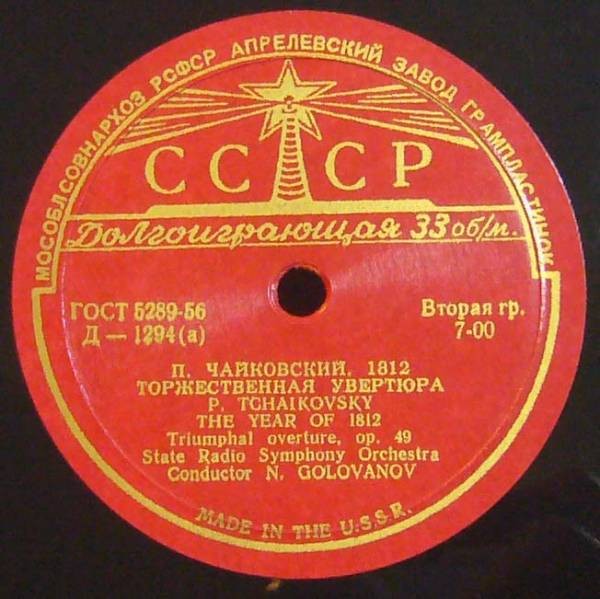 МОСОБЛСОВНАРХОЗ РСФСР АПРЕЛЕВСКИЙ ЗАВОД ГРАМПЛАСТИНОК
СССР
Долгоиграющая 33 об/м.
ГОСТ 5289-56
Д — 1294 (а)
Вторая гр.
7-00
П. ЧАЙКОВСКИЙ, 1812
ТОРЖЕСТВЕННАЯ УВЕРТЮРА
P. TCHAIKOVSKY
THE YEAR OF 1812
Triumphal overture, op. 49
State Radio Symphony Orchestra
Conductor N. GOLOVANOV
MADE IN THE U.S.S.R.